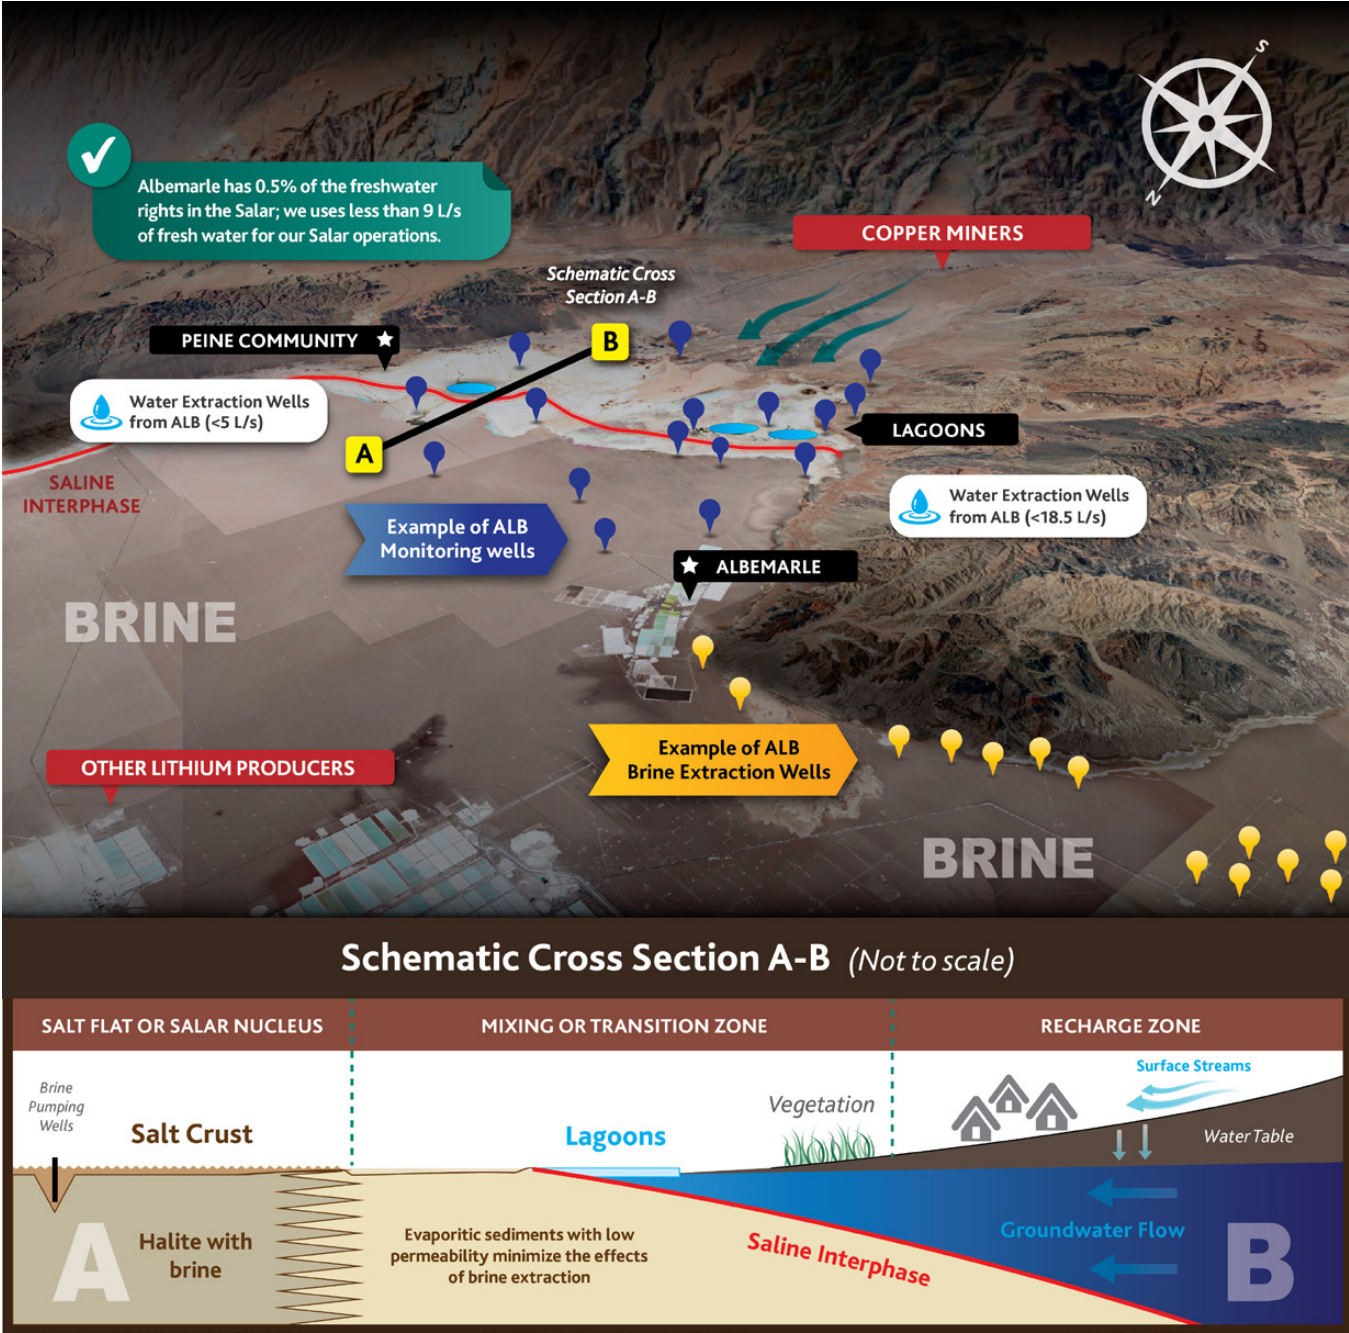 S
N
Albemarle has 0.5% of the freshwater
rights in the Salar; we uses less than 9 L/s
of fresh water for our Salar operations.
COPPER MINERS
Schematic Cross
Section A-B
PEINE COMMUNITY
B
Water Extraction Wells
from ALB (<5 L/s)
A
LAGOONS
SALINE
INTERPHASE
Water Extraction Wells
from ALB (<18.5 L/s)
Example of ALB
Monitoring wells
ALBEMARLE
BRINE
Example of ALB
Brine Extraction Wells
OTHER LITHIUM PRODUCERS
BRINE
Schematic Cross Section A-B (Not to scale)
SALT FLAT OR SALAR NUCLEUS
MIXING OR TRANSITION ZONE
RECHARGE ZONE
Brine
Pumping
Wells
Salt Crust
Lagoons
Vegetation
Surface Streams
Water Table
A
Halite with
brine
Evaporitic sediments with low
permeability minimize the effects
of brine extraction
Saline Interphase
Groundwater Flow
B